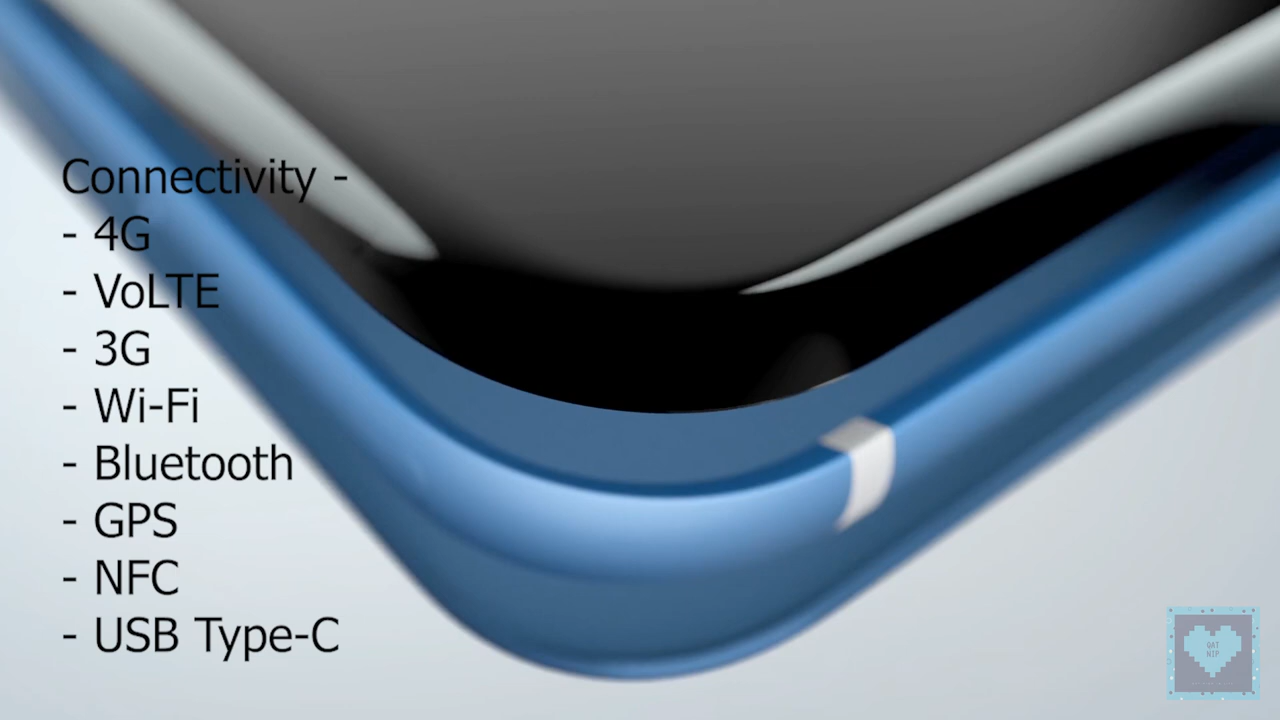 Connectivity -
- 4G
- VoLTE
- 3G
- Wi-Fi
- Bluetooth
- GPS
- NFC
- USB Type-C